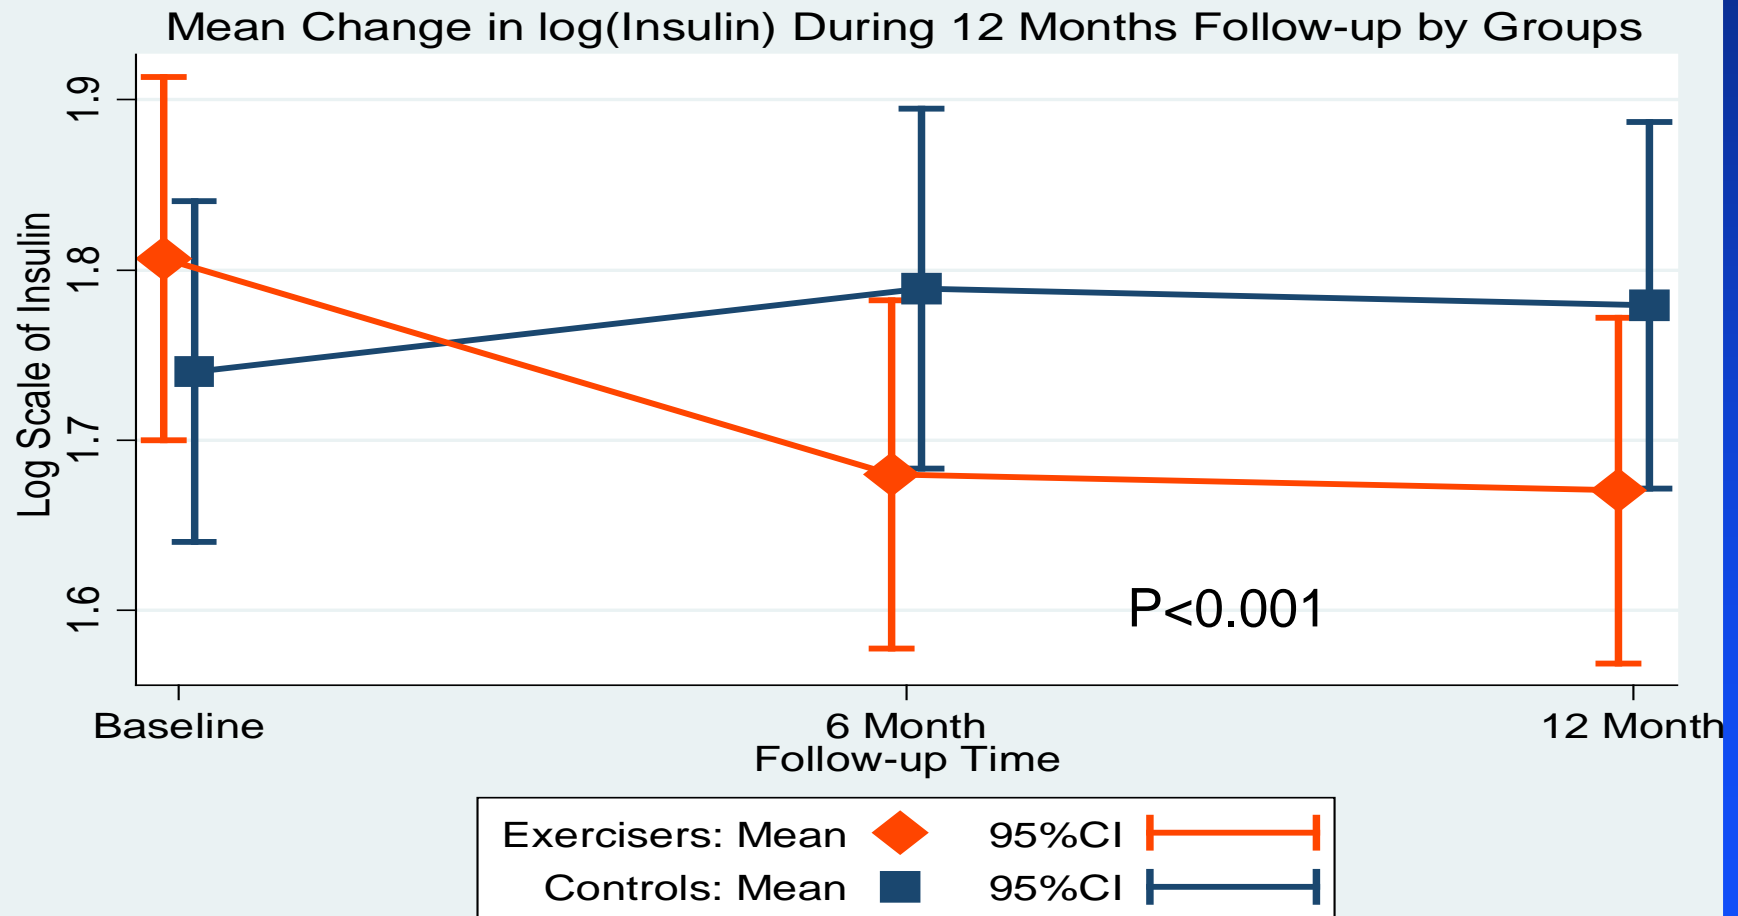 Mean Change in log(Insulin) During 12 Months Follow-up by Groups
Log Scale of Insulin
1.9
1.8
1.7
1.6
P<0.001
Baseline
6 Month
12 Month
Follow-up Time
Exercisers: Mean 95%CI
Controls: Mean 95%CI